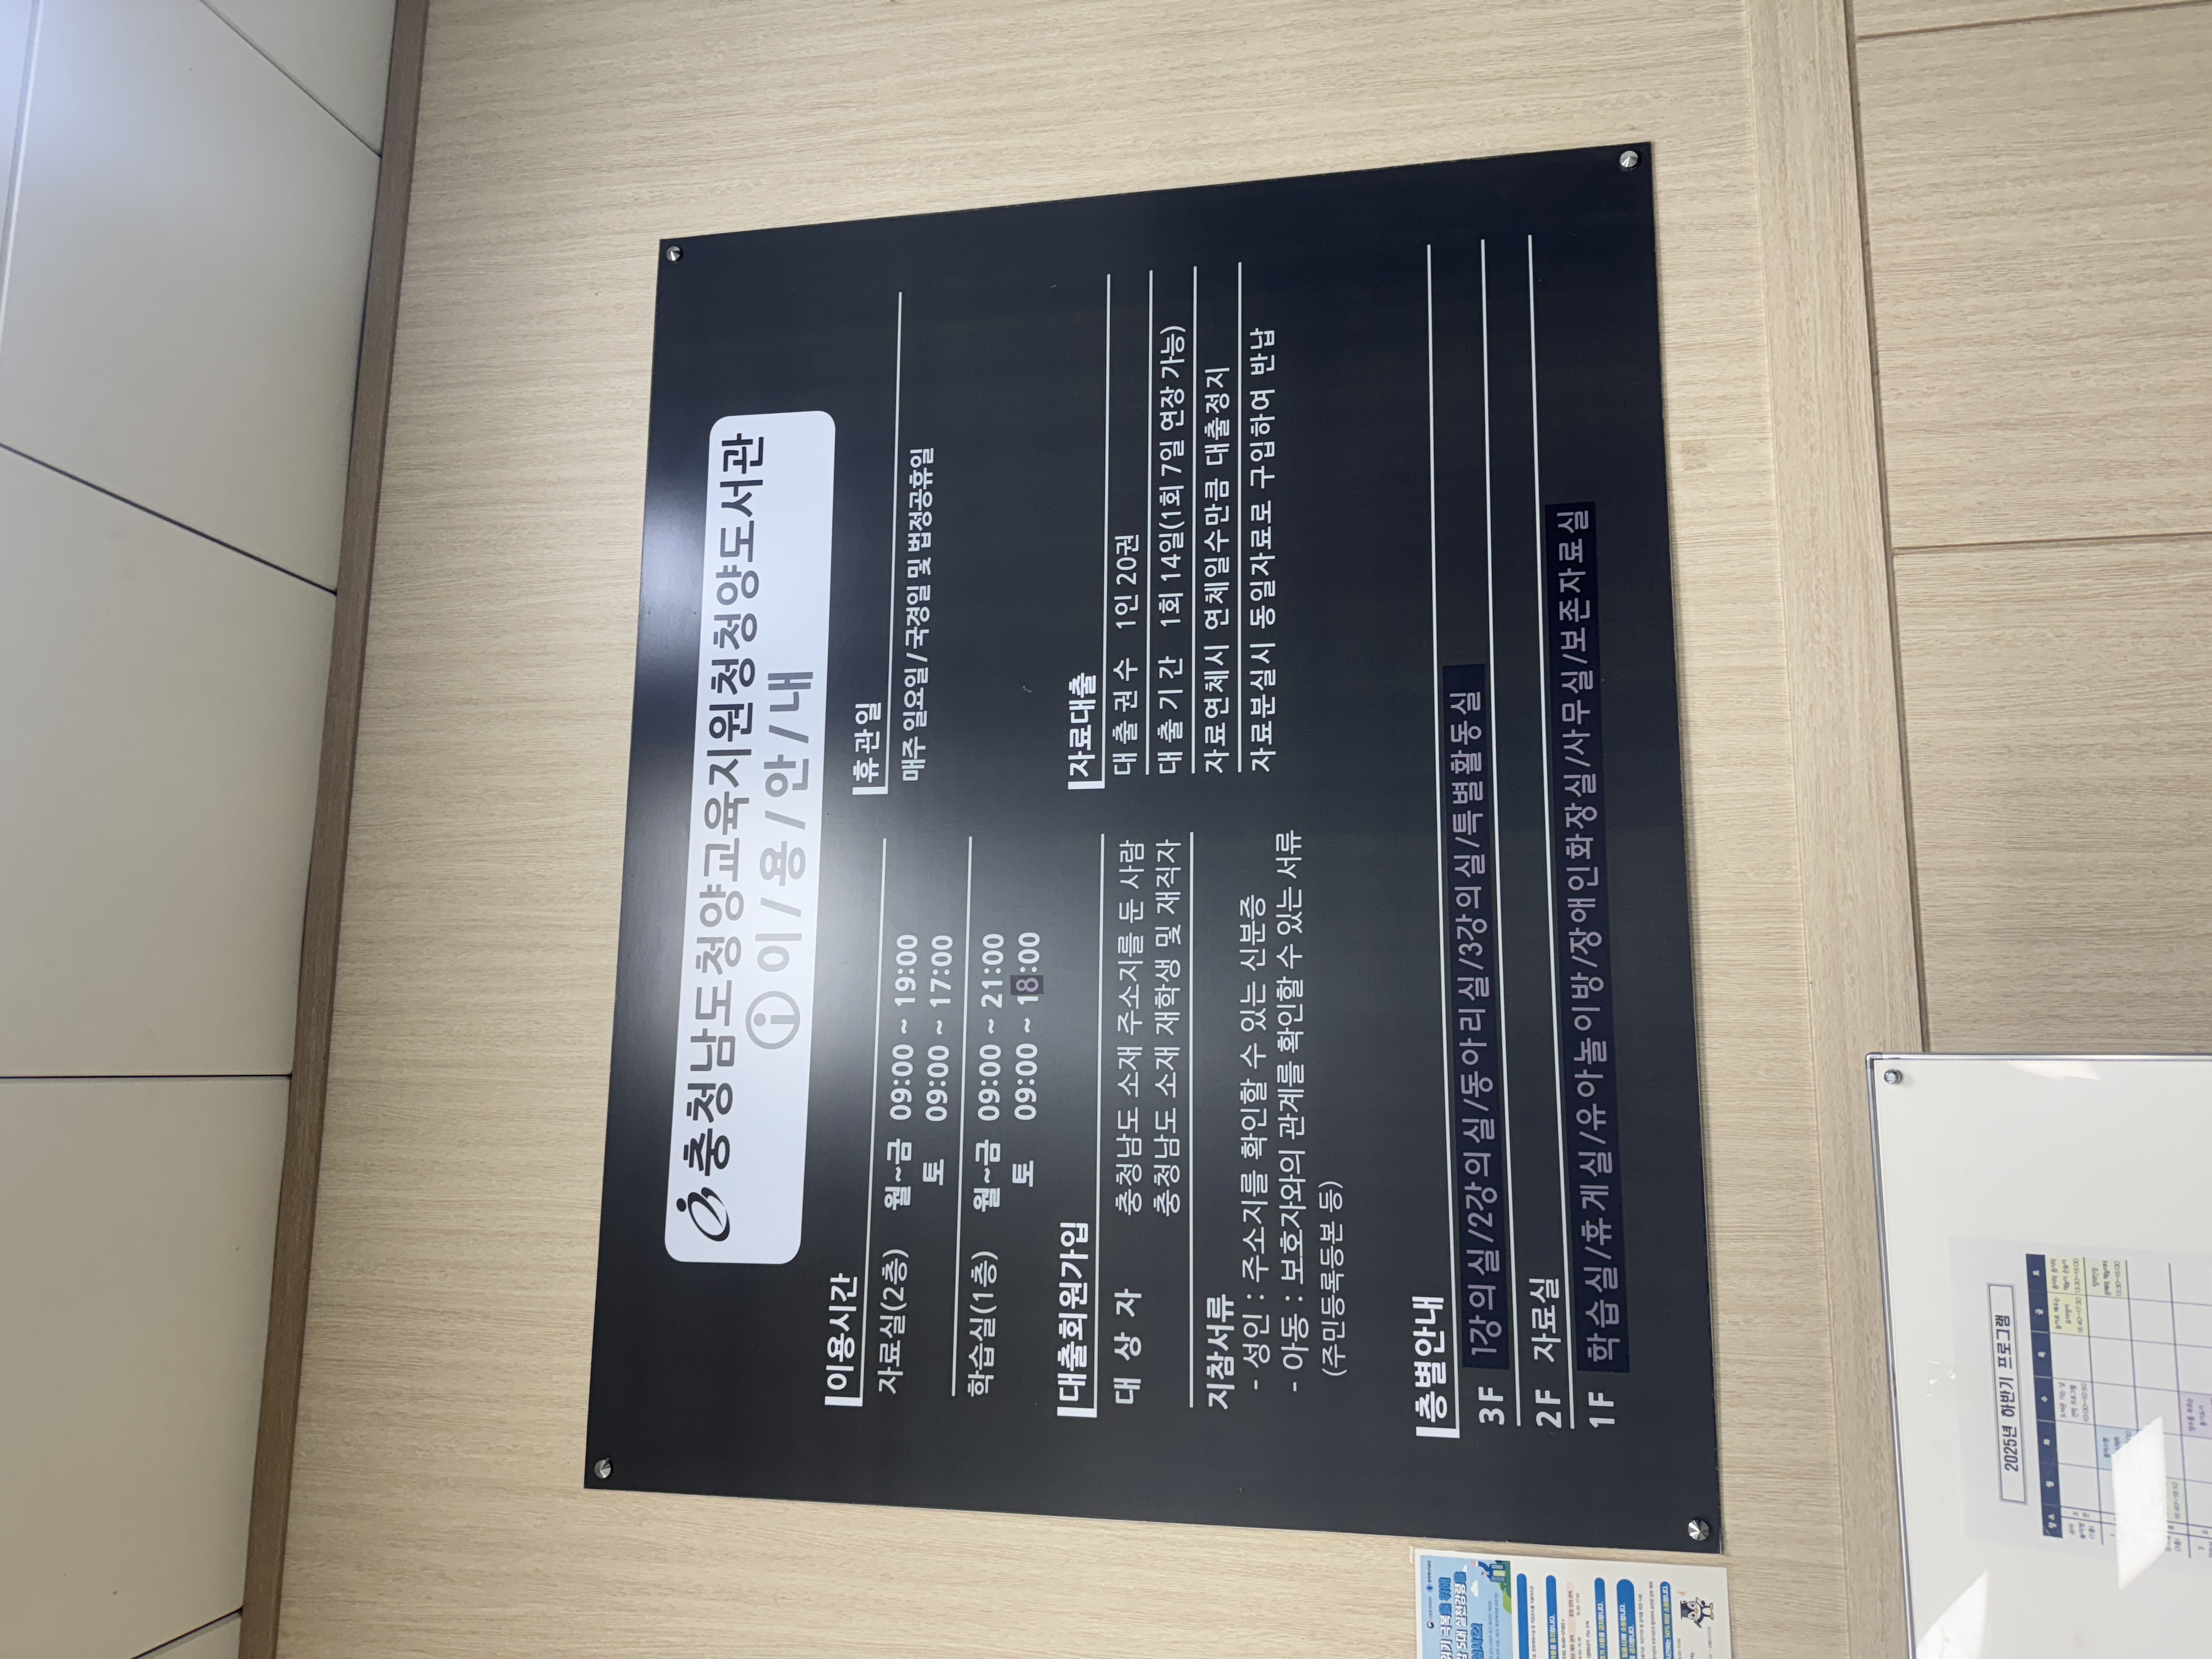 충청남도청양교육지원청청양도서관
이/용/안/내
이용시간
자료실(2층) 월~금 09:00 ~ 19:00
토 09:00 ~ 17:00
학습실(1층) 월~금 09:00 ~ 21:00
토 09:00 ~ 18:00
휴관일
매주 일요일/국경일 및 법정공휴일
대출회원가입
대 상 자 충청남도 소재 주소지를 둔 사람
충청남도 소재 재학생 및 재직자
지참서류
- 성인 : 주소지를 확인할 수 있는 신분증
- 아동 : 보호자와의 관계를 확인할 수 있는 서류
(주민등록등본 등)
자료대출
대 출 권 수 1인 20권
대 출 기 간 1회 14일(1회 7일 연장 가능)
자료연체시 연체일수만큼 대출정지
자료분실시 동일자료로 구입하여 반납
층별안내
3F 1강의실/2강의실/동아리실/3강의실/특별활동실
2F 자료실
1F 학습실/휴게실/유아놀이방/장애인화장실/사무실/보존자료실
2025년 하반기 프로그램
월 화 수 목 금 토